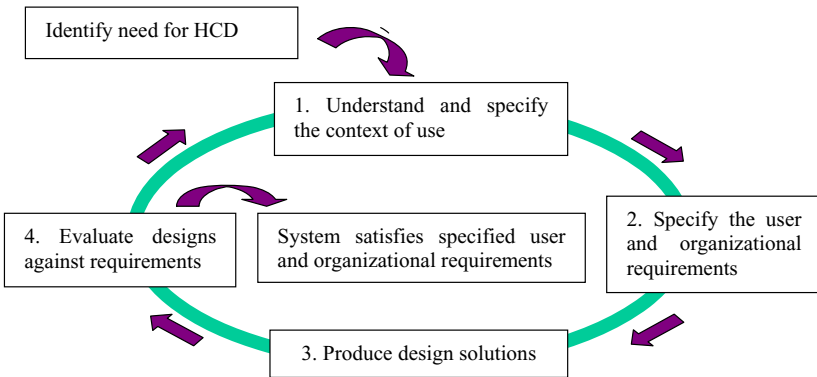 Identify need for HCD
1. Understand and specify
the context of use
2. Specify the user
and organizational
requirements
3. Produce design solutions
4. Evaluate designs
against requirements
System satisfies specified user
and organizational requirements